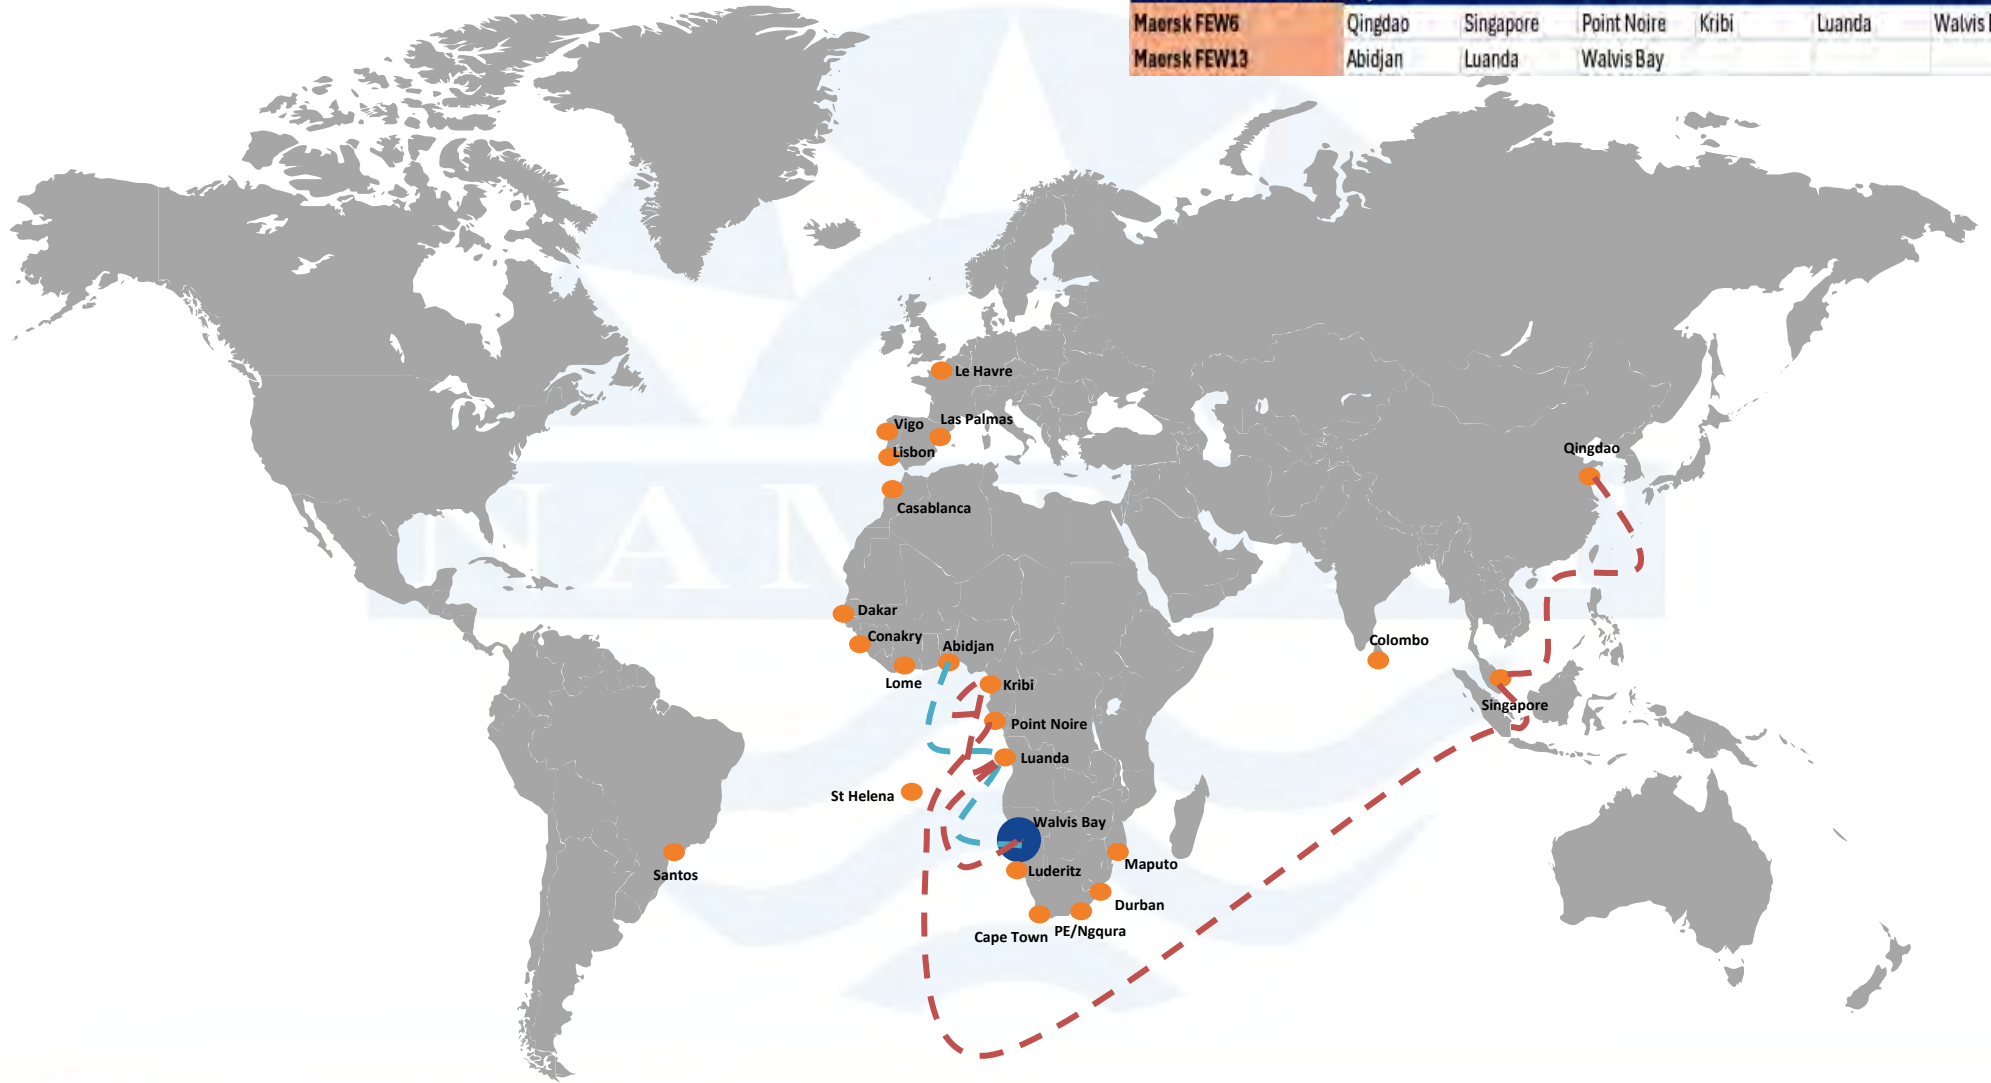 Maersk FEW6 Qingdao Singapore Point Noire Kribi Luanda Walvis
Maersk FEW13 Abidjan Luanda Walvis Bay
Le Havre
Las Palmas
Vigo
Lisbon
Qingdao
Casablanca
Dakar
Conakry
Abidjan
Colombo
Lome
Kribi
Singapore
Point Noire
Luanda
St Helena
Walvis Bay
Maputo
Luderitz
Santos
Durban
Cape Town
PE/Ngqura